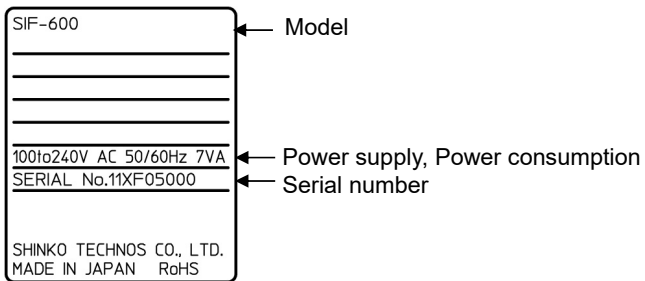 SIF-600
Model
100to240V AC 50/60Hz 7VA
Power supply, Power consumption
SERIAL No.11XF05000
Serial number
SHINKO TECHNOS CO., LTD.
MADE IN JAPAN RoHS